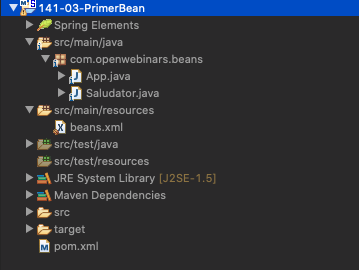 141-03-PrimerBean
Spring Elements
src/main/java
com.openwebinars.beans
App.java
Saludator.java
src/main/resources
beans.xml
src/test/java
src/test/resources
JRE System Library [J2SE-1.5]
Maven Dependencies
src
target
pom.xml